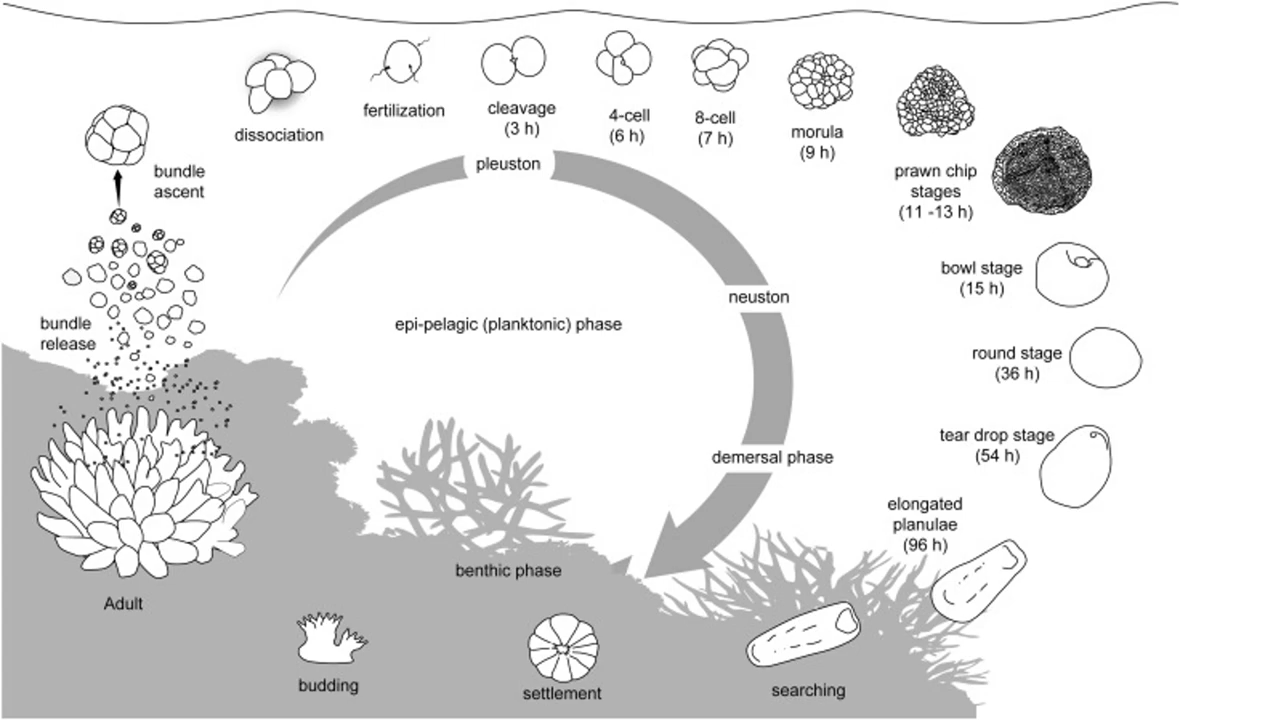 dissociation
fertilization
cleavage
(3 h)
4-cell
(6 h)
8-cell
(7 h)
morula
(9 h)
prawn chip
stages
(11 -13 h)
bundle
ascent
pleuston
bowl stage
(15 h)
neuston
epi-pelagic (planktonic) phase
bundle
release
round stage
(36 h)
tear drop stage
(54 h)
demersal phase
elongated
planulae
(96 h)
benthic phase
Adult
budding
settlement
searching